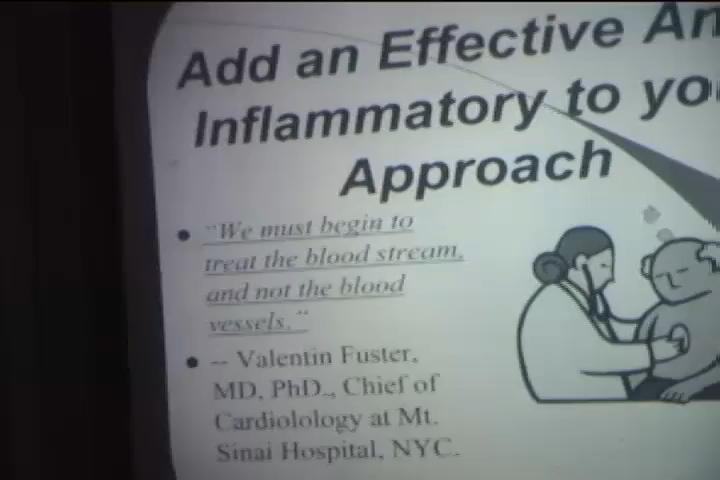 Add an Effective An
Inflammatory to yo
Approach
• "We must begin to
treat the blood stream,
and not the blood
vessels."
• -- Valentin Fuster,
MD, PhD., Chief of
Cardiolology at Mt.
Sinai Hospital, NYC.